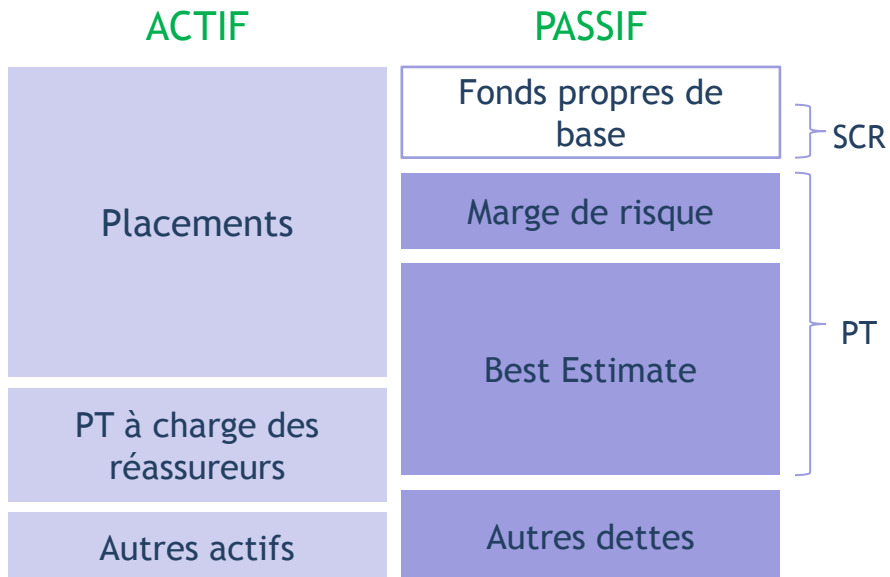 ACTIF
PASSIF
Placements
PT à charge des
réassureurs
Autres actifs
Fonds propres de
base
SCR
Marge de risque
Best Estimate
PT
Autres dettes